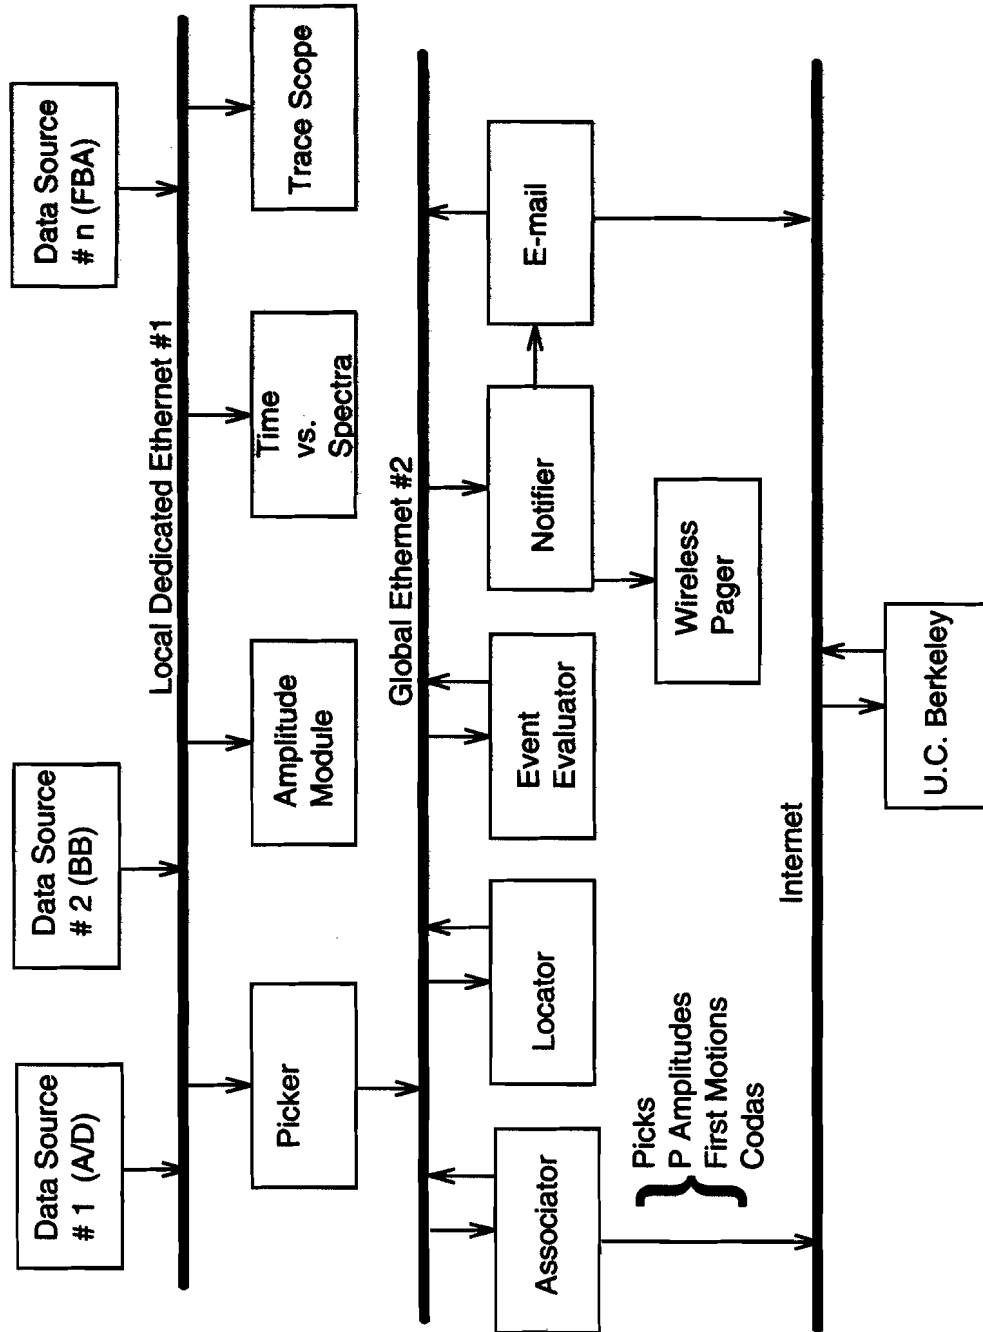 Data Source
# 1 (A/D)
Data Source
# 2 (BB)
Data Source
# n (FBA)
Local Dedicated Ethernet #1
Picker
Amplitude
Module
Time
vs.
Spectra
Trace Scope
Global Ethernet #2
Associator
Locator
Event
Evaluator
Notifier
E-mail
Picks
P Amplitudes
First Motions
Codas
Wireless
Pager
Internet
U.C. Berkeley